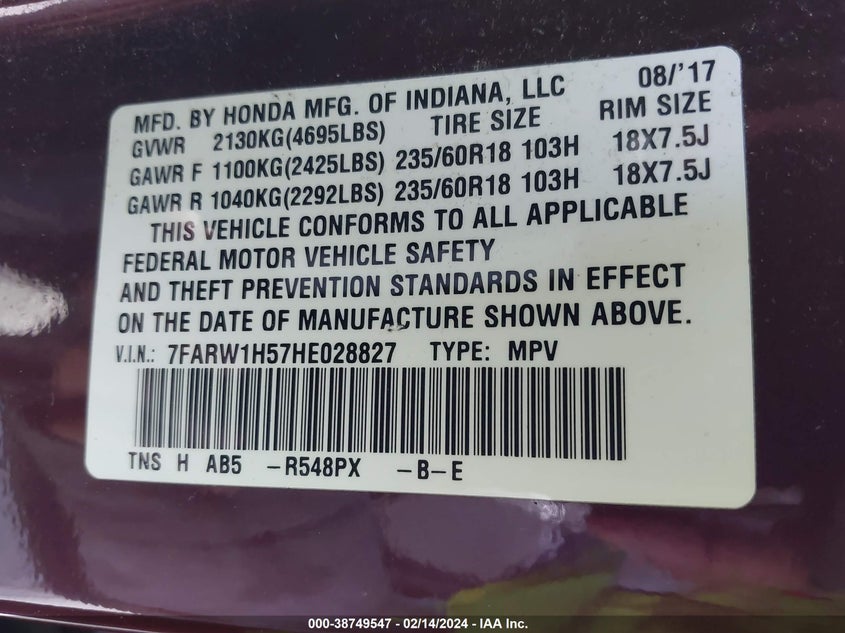 MFD. BY HONDA MFG. OF INDIANA, LLC 08/'17
GVWR 2130KG(4695LBS) TIRE SIZE RIM SIZE
GAWR F 1100KG(2425LBS) 235/60R18 103H 18X7.5J
GAWR R 1040KG(2292LBS) 235/60R18 103H 18X7.5J
THIS VEHICLE CONFORMS TO ALL APPLICABLE
FEDERAL MOTOR VEHICLE SAFETY
AND THEFT PREVENTION STANDARDS IN EFFECT
ON THE DATE OF MANUFACTURE SHOWN ABOVE.
V.I.N.: 7FARW1H57HE028827 TYPE: MPV
TNS H AB5 -R548PX -B-E
000-38749547 - 02/14/2024 - IAA Inc.